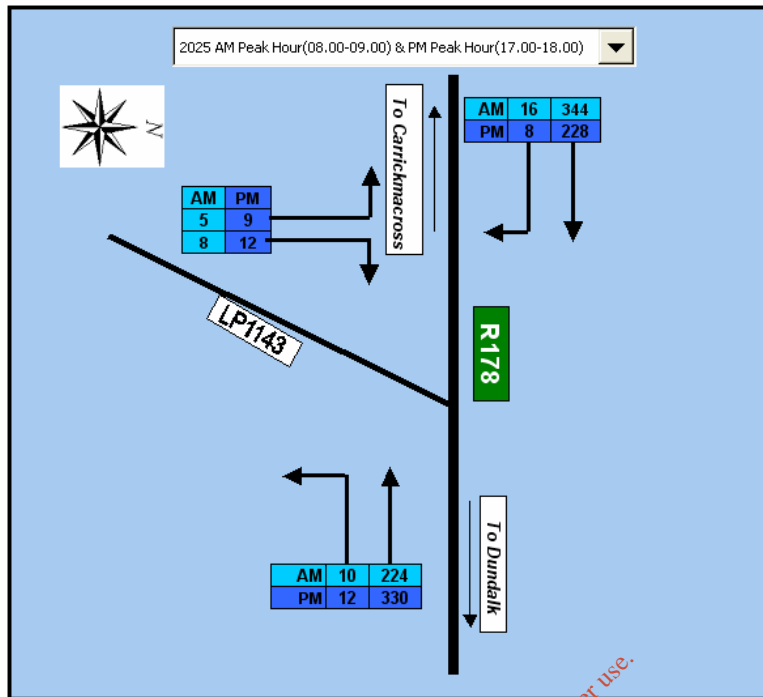 2025 AM Peak Hour(08.00-09.00) & PM Peak Hour(17.00-18.00)
N
To Carrickmacross
AM 16 344
PM 8 228
AM PM
5 9
8 12
LP1143
R178
To Dundalk
AM 10 224
PM 12 330
use.